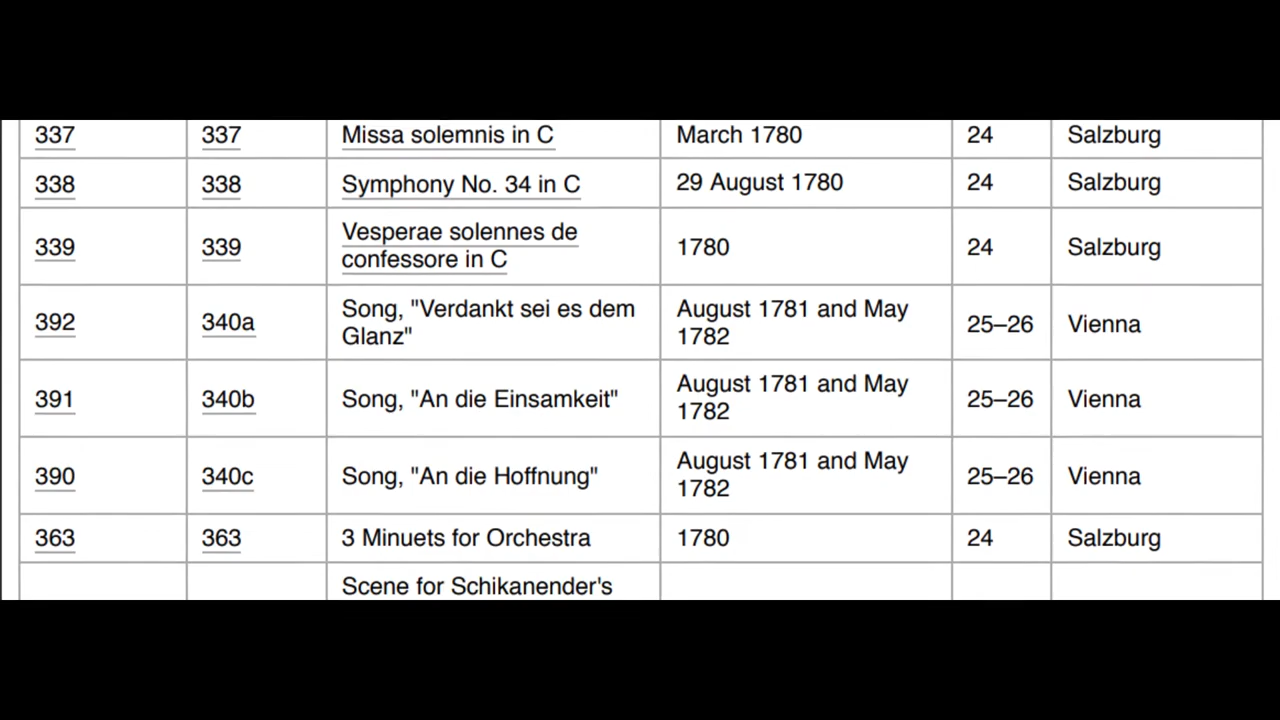 337 337 Missa solemnis in C March 1780 24 Salzburg
338 338 Symphony No. 34 in C 29 August 1780 24 Salzburg
Vesperae solennes de
339 339 confessore in C 1780 24 Salzburg
Song, "Verdankt sei es dem August 1781 and May
392 340a Glanz" 1782 25–26 Vienna
August 1781 and May
391 340b Song, "An die Einsamkeit" 1782 25–26 Vienna
August 1781 and May
390 340c Song, "An die Hoffnung" 1782 25–26 Vienna
363 363 3 Minuets for Orchestra 1780 24 Salzburg
Scene for Schikanender's